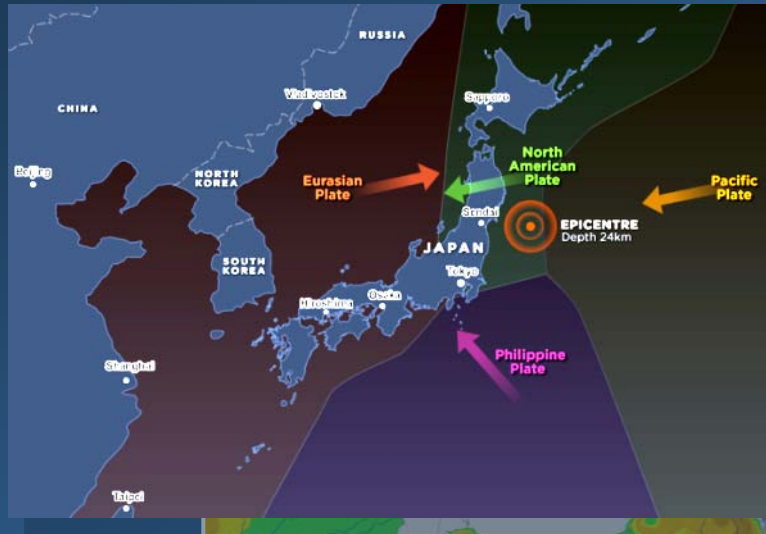 RUSSIA
CHINA
Vladivostok
Sapporo
Beijing
NORTH
KOREA
Eurasian
Plate
North
American
Plate
Pacific
Plate
Sendai
EPICENTRE
Depth 24km
JAPAN
SOUTH
KOREA
Tokyo
Hiroshima
Osaka
Shanghai
Philippine
Plate
Taipei